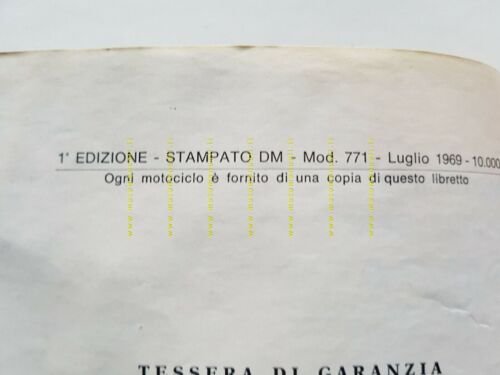 1ª EDIZIONE - STAMPATO DM - Mod. 771 - Luglio 1969 - 10.000
Ogni motociclo è fornito di una copia di questo libretto
TESSERA DI GARANZIA